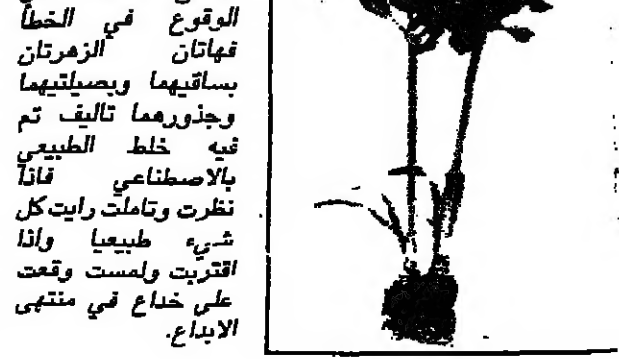 الوقوع في الخطأ
فهاتان الزهرتان
بساقيهما وبصيلتيهما
وجذورهما تاليف تم
فيه خلط الطبيعي
بالاصطناعي فاذا
نظرت وتاملت رايت كل
شيء طبيعيا واذا
اقتربت ولمست وقعت
على خداع في منتهى
الابداع.